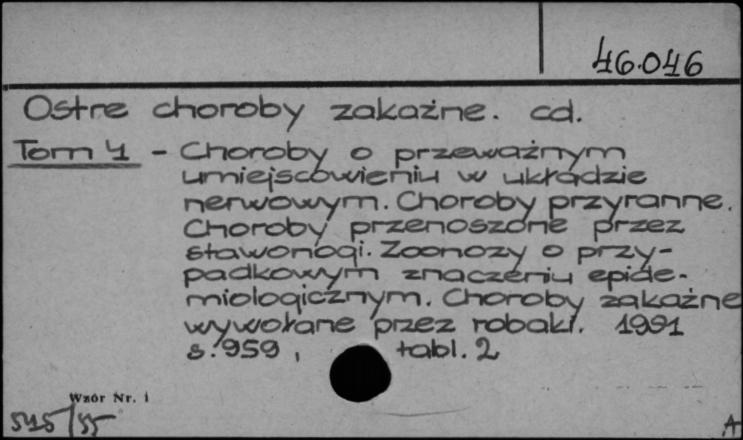 46.046
Ostre choroby zakaźne. cd.
Tom 4 - Choroby o przeważnym
umiejscowieniu w układzie
nerwowym. Choroby przyranne.
Choroby przenoszone przez
stawonogi. Zoonozy o przy-
padkowym znaczeniu epide-
miologicznym. Choroby zakaźne
wywołane przez robaki. 1991
s. 959, tabl. 2
Wzór Nr. 1
545/55
A